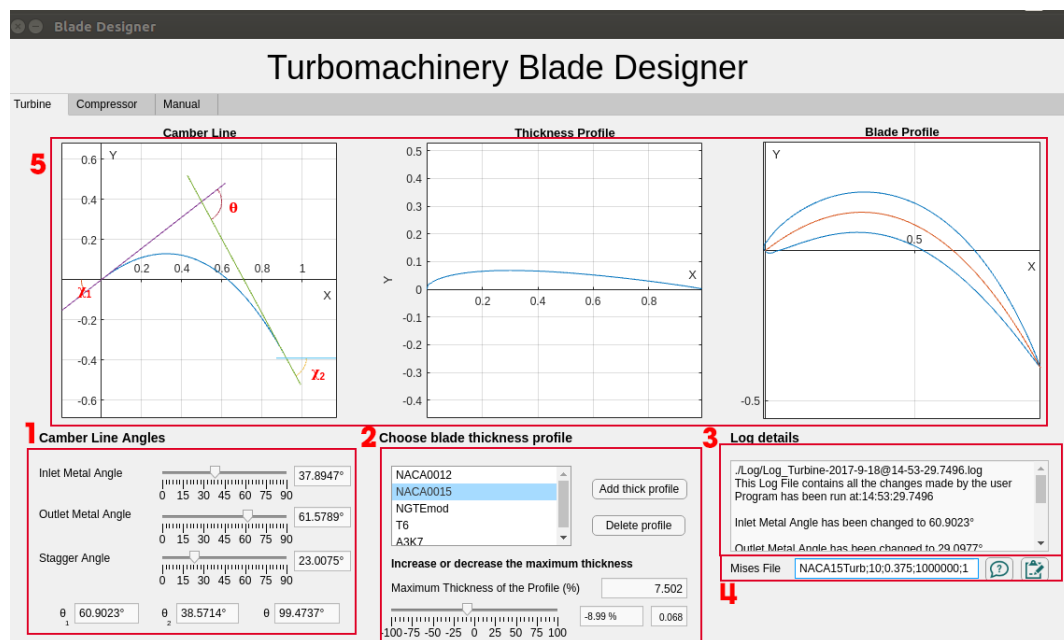 Blade Designer
Turbomachinery Blade Designer
Turbine Compressor Manual
Camber Line
Thickness Profile
Blade Profile
5
0.6 Y
0.4
0.2
0.2 0.4 0.6 0.8 1
X
-0.2
-0.4
-0.6
θ
χ1
χ2
0.5
0.4
0.3
0.2
0.1
0
-0.1
-0.2
-0.3
-0.4
Y
X
0.2 0.4 0.6 0.8
Y
0.5
X
-0.5
1
Camber Line Angles
Inlet Metal Angle
37.8947°
0 15 30 45 60 75 90
Outlet Metal Angle
61.5789°
0 15 30 45 60 75 90
Stagger Angle
23.0075°
0 15 30 45 60 75 90
θ1 60.9023° θ2 38.5714° θ 99.4737°
2
Choose blade thickness profile
NACA0012
NACA0015
NGTEmod
T6
A3K7
Add thick profile
Delete profile
Increase or decrease the maximum thickness
Maximum Thickness of the Profile (%) 7.502
-100 -75 -50 -25 0 25 50 75 100
-8.99 % 0.068
3
Log details
./Log/Log_Turbine-2017-9-18@14-53-29.7496.log
This Log File contains all the changes made by the user
Program has been run at:14:53:29.7496
Inlet Metal Angle has been changed to 60.9023°
Outlet Metal Angle has been changed to 29.0977°
Mises File NACA15Turb;10;0.375;1000000;1
?
4